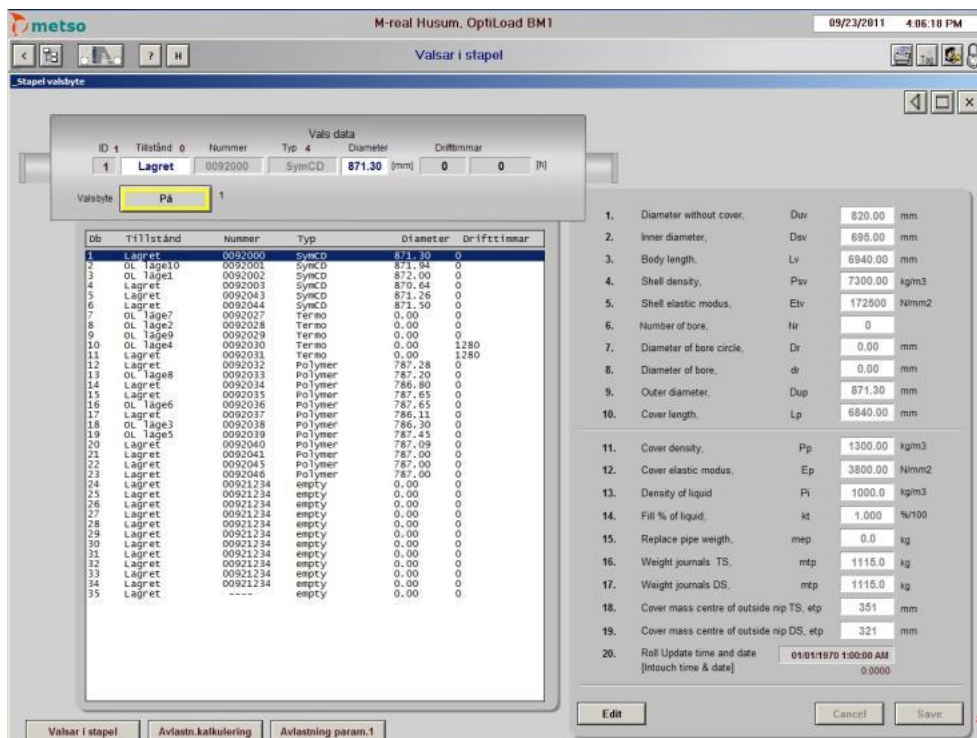 metso
M-real Husum, OptiLoad BM1
09/23/2011 4:06:18 PM
< ? H
Valsar i stapel
Tag
_Stapel valsbyte
x
Vals data
ID 1 Tillstånd 0 Nummer Typ 4 Diameter Drifttimmar
1 Lagret 0092000 SymCD 871.30 [mm] 0 0 [h]
Valsbyte På 1
Db Tillstånd Nummer Typ Diameter Drifttimmar
1 Lagret 0092000 SymCD 871.30 0
2 OL läge10 0092001 SymCD 871.94 0
3 OL läge1 0092002 SymCD 872.00 0
4 Lagret 0092003 SymCD 870.64 0
5 Lagret 0092043 SymCD 871.26 0
6 Lagret 0092044 SymCD 871.50 0
7 OL läge7 0092027 Termo 0.00 0
8 OL läge2 0092028 Termo 0.00 0
9 OL läge9 0092029 Termo 0.00 0
10 OL läge4 0092030 Termo 0.00 1280
11 Lagret 0092031 Termo 0.00 1280
12 Lagret 0092032 Polymer 787.28 0
13 OL läge8 0092033 Polymer 787.20 0
14 Lagret 0092034 Polymer 786.80 0
15 Lagret 0092035 Polymer 787.65 0
16 OL läge6 0092036 Polymer 787.65 0
17 Lagret 0092037 Polymer 786.11 0
18 OL läge3 0092038 Polymer 786.30 0
19 OL läge5 0092039 Polymer 787.45 0
20 Lagret 0092040 Polymer 787.09 0
21 Lagret 0092041 Polymer 787.00 0
22 Lagret 0092045 Polymer 787.00 0
23 Lagret 0092046 Polymer 787.00 0
24 Lagret 00921234 empty 0.00 0
25 Lagret 00921234 empty 0.00 0
26 Lagret 00921234 empty 0.00 0
27 Lagret 00921234 empty 0.00 0
28 Lagret 00921234 empty 0.00 0
29 Lagret 00921234 empty 0.00 0
30 Lagret 00921234 empty 0.00 0
31 Lagret 00921234 empty 0.00 0
32 Lagret 00921234 empty 0.00 0
33 Lagret 00921234 empty 0.00 0
34 Lagret 00921234 empty 0.00 0
35 Lagret ---- empty 0.00 0
1. Diameter without cover, Duv 820.00 mm
2. Inner diameter, Dsv 695.00 mm
3. Body length, Lv 6940.00 mm
4. Shell density, Psv 7300.00 kg/m3
5. Shell elastic modus, Etv 172500 N/mm2
6. Number of bore, Nr 0
7. Diameter of bore circle, Dr 0.00 mm
8. Diameter of bore, dr 0.00 mm
9. Outer diameter, Dup 871.30 mm
10. Cover length, Lp 6840.00 mm
11. Cover density, Pp 1300.00 kg/m3
12. Cover elastic modus, Ep 3800.00 N/mm2
13. Density of liquid Pi 1000.0 kg/m3
14. Fill % of liquid, kt 1.000 %/100
15. Replace pipe weigth, mep 0.0 kg
16. Weight journals TS, mtp 1115.0 kg
17. Weight journals DS, mtp 1115.0 kg
18. Cover mass centre of outside nip TS, etp 351 mm
19. Cover mass centre of outside nip DS, etp 321 mm
20. Roll Update time and date 01/01/1970 1:00:00 AM
[Intouch time & date] 0.0000
Edit Cancel Save
Valsar i stapel Avlastn.kalkulering Avlastning param.1